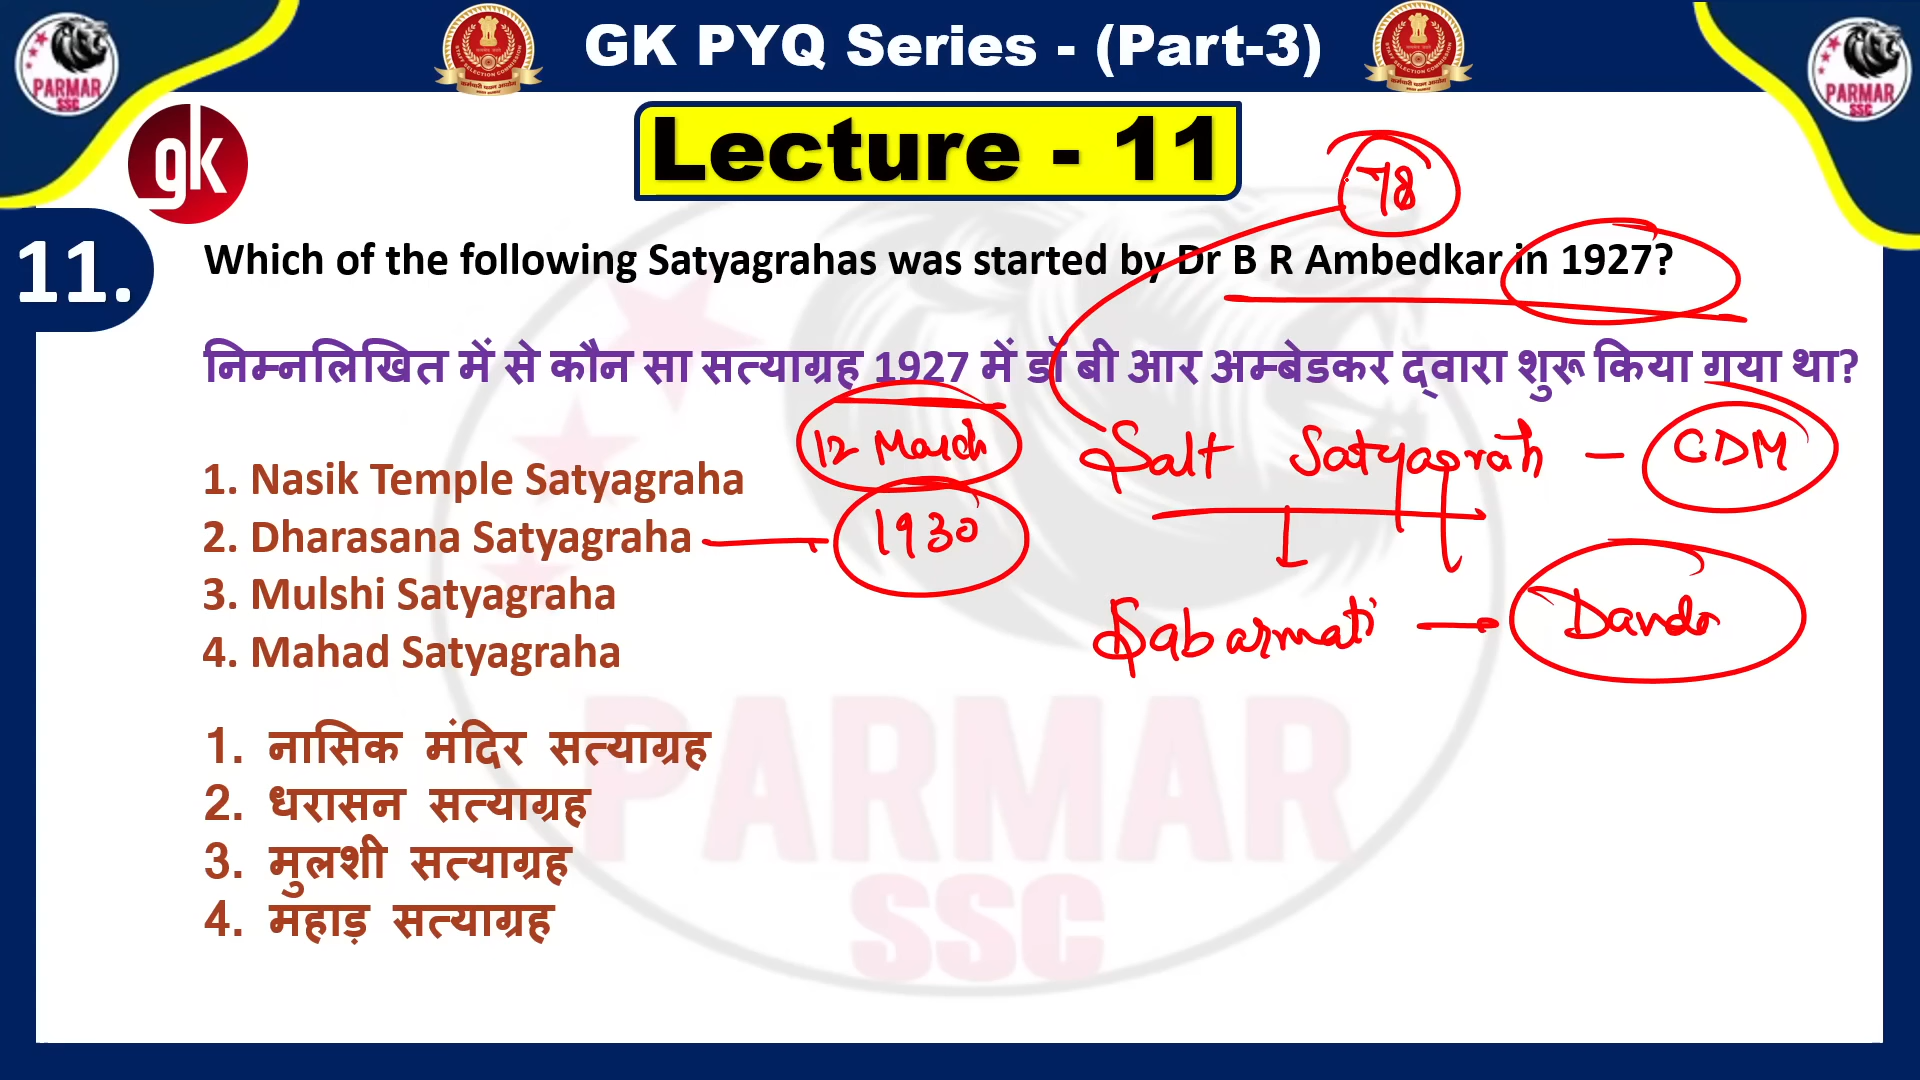 GK PYQ Series - (Part-3)
PARMAR
SSC
PARMAR
SSC
gk
Lecture - 11
78
11.
Which of the following Satyagrahas was started by Dr B R Ambedkar in 1927?
निम्नलिखित में से कौन सा सत्याग्रह 1927 में डॉ बी आर अम्बेडकर द्वारा शुरू किया गया था?
12 March
Salt Satyagrah - CDM
1. Nasik Temple Satyagraha
2. Dharasana Satyagraha
1930
3. Mulshi Satyagraha
Sabarmati → Dandi
4. Mahad Satyagraha
1. नासिक मंदिर सत्याग्रह
2. धरासन सत्याग्रह
3. मुलशी सत्याग्रह
4. महाड़ सत्याग्रह
PARMAR
SSC